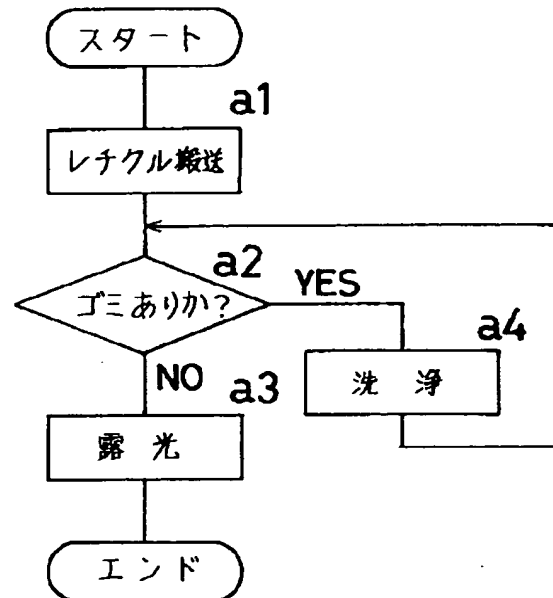 スタート
a1
レチクル搬送
a2
ゴミありか?
YES
a4
洗浄
NO
a3
露光
エンド